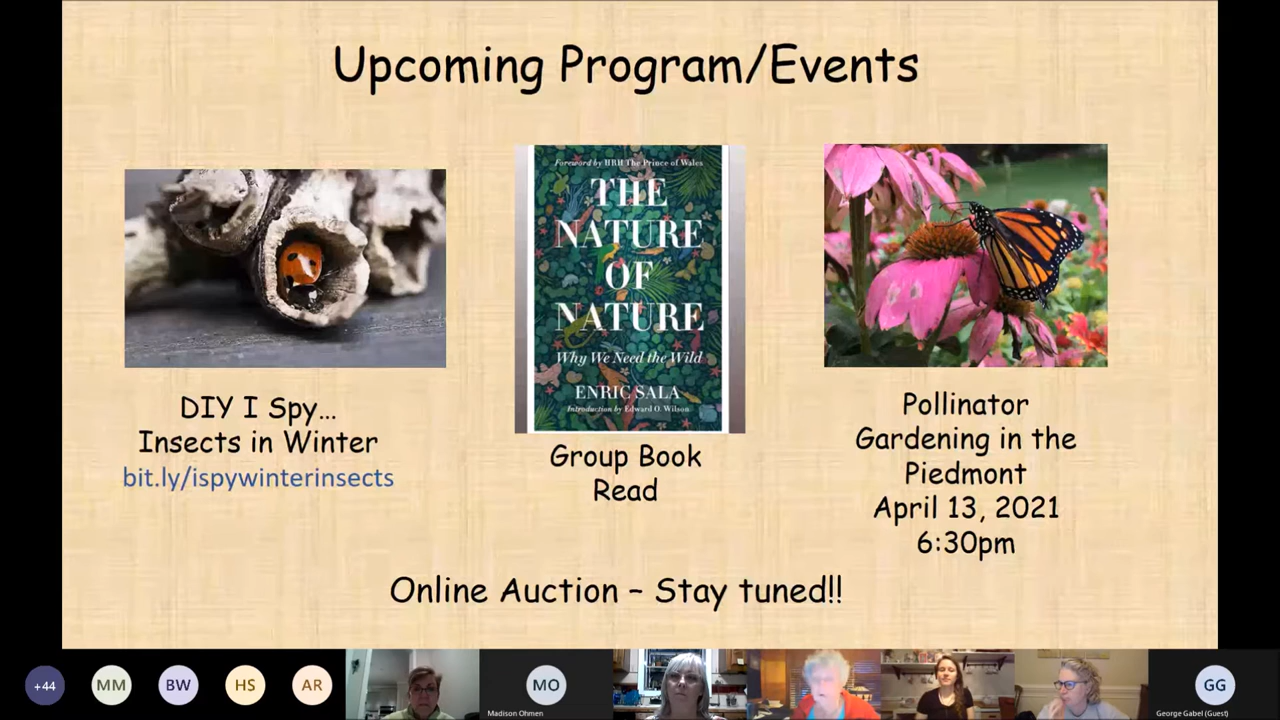 Upcoming Program/Events
Foreword by HRH The Prince of Wales
THE
NATURE
OF
NATURE
Why We Need the Wild
ENRIC SALA
Introduction by Edward O. Wilson
DIY I Spy...
Insects in Winter
bit.ly/ispywinterinsects
Group Book
Read
Pollinator
Gardening in the
Piedmont
April 13, 2021
6:30pm
Online Auction – Stay tuned!!
+44
MM
BW
HS
AR
MO
Madison Ohmen
GG
George Gabel (Guest)